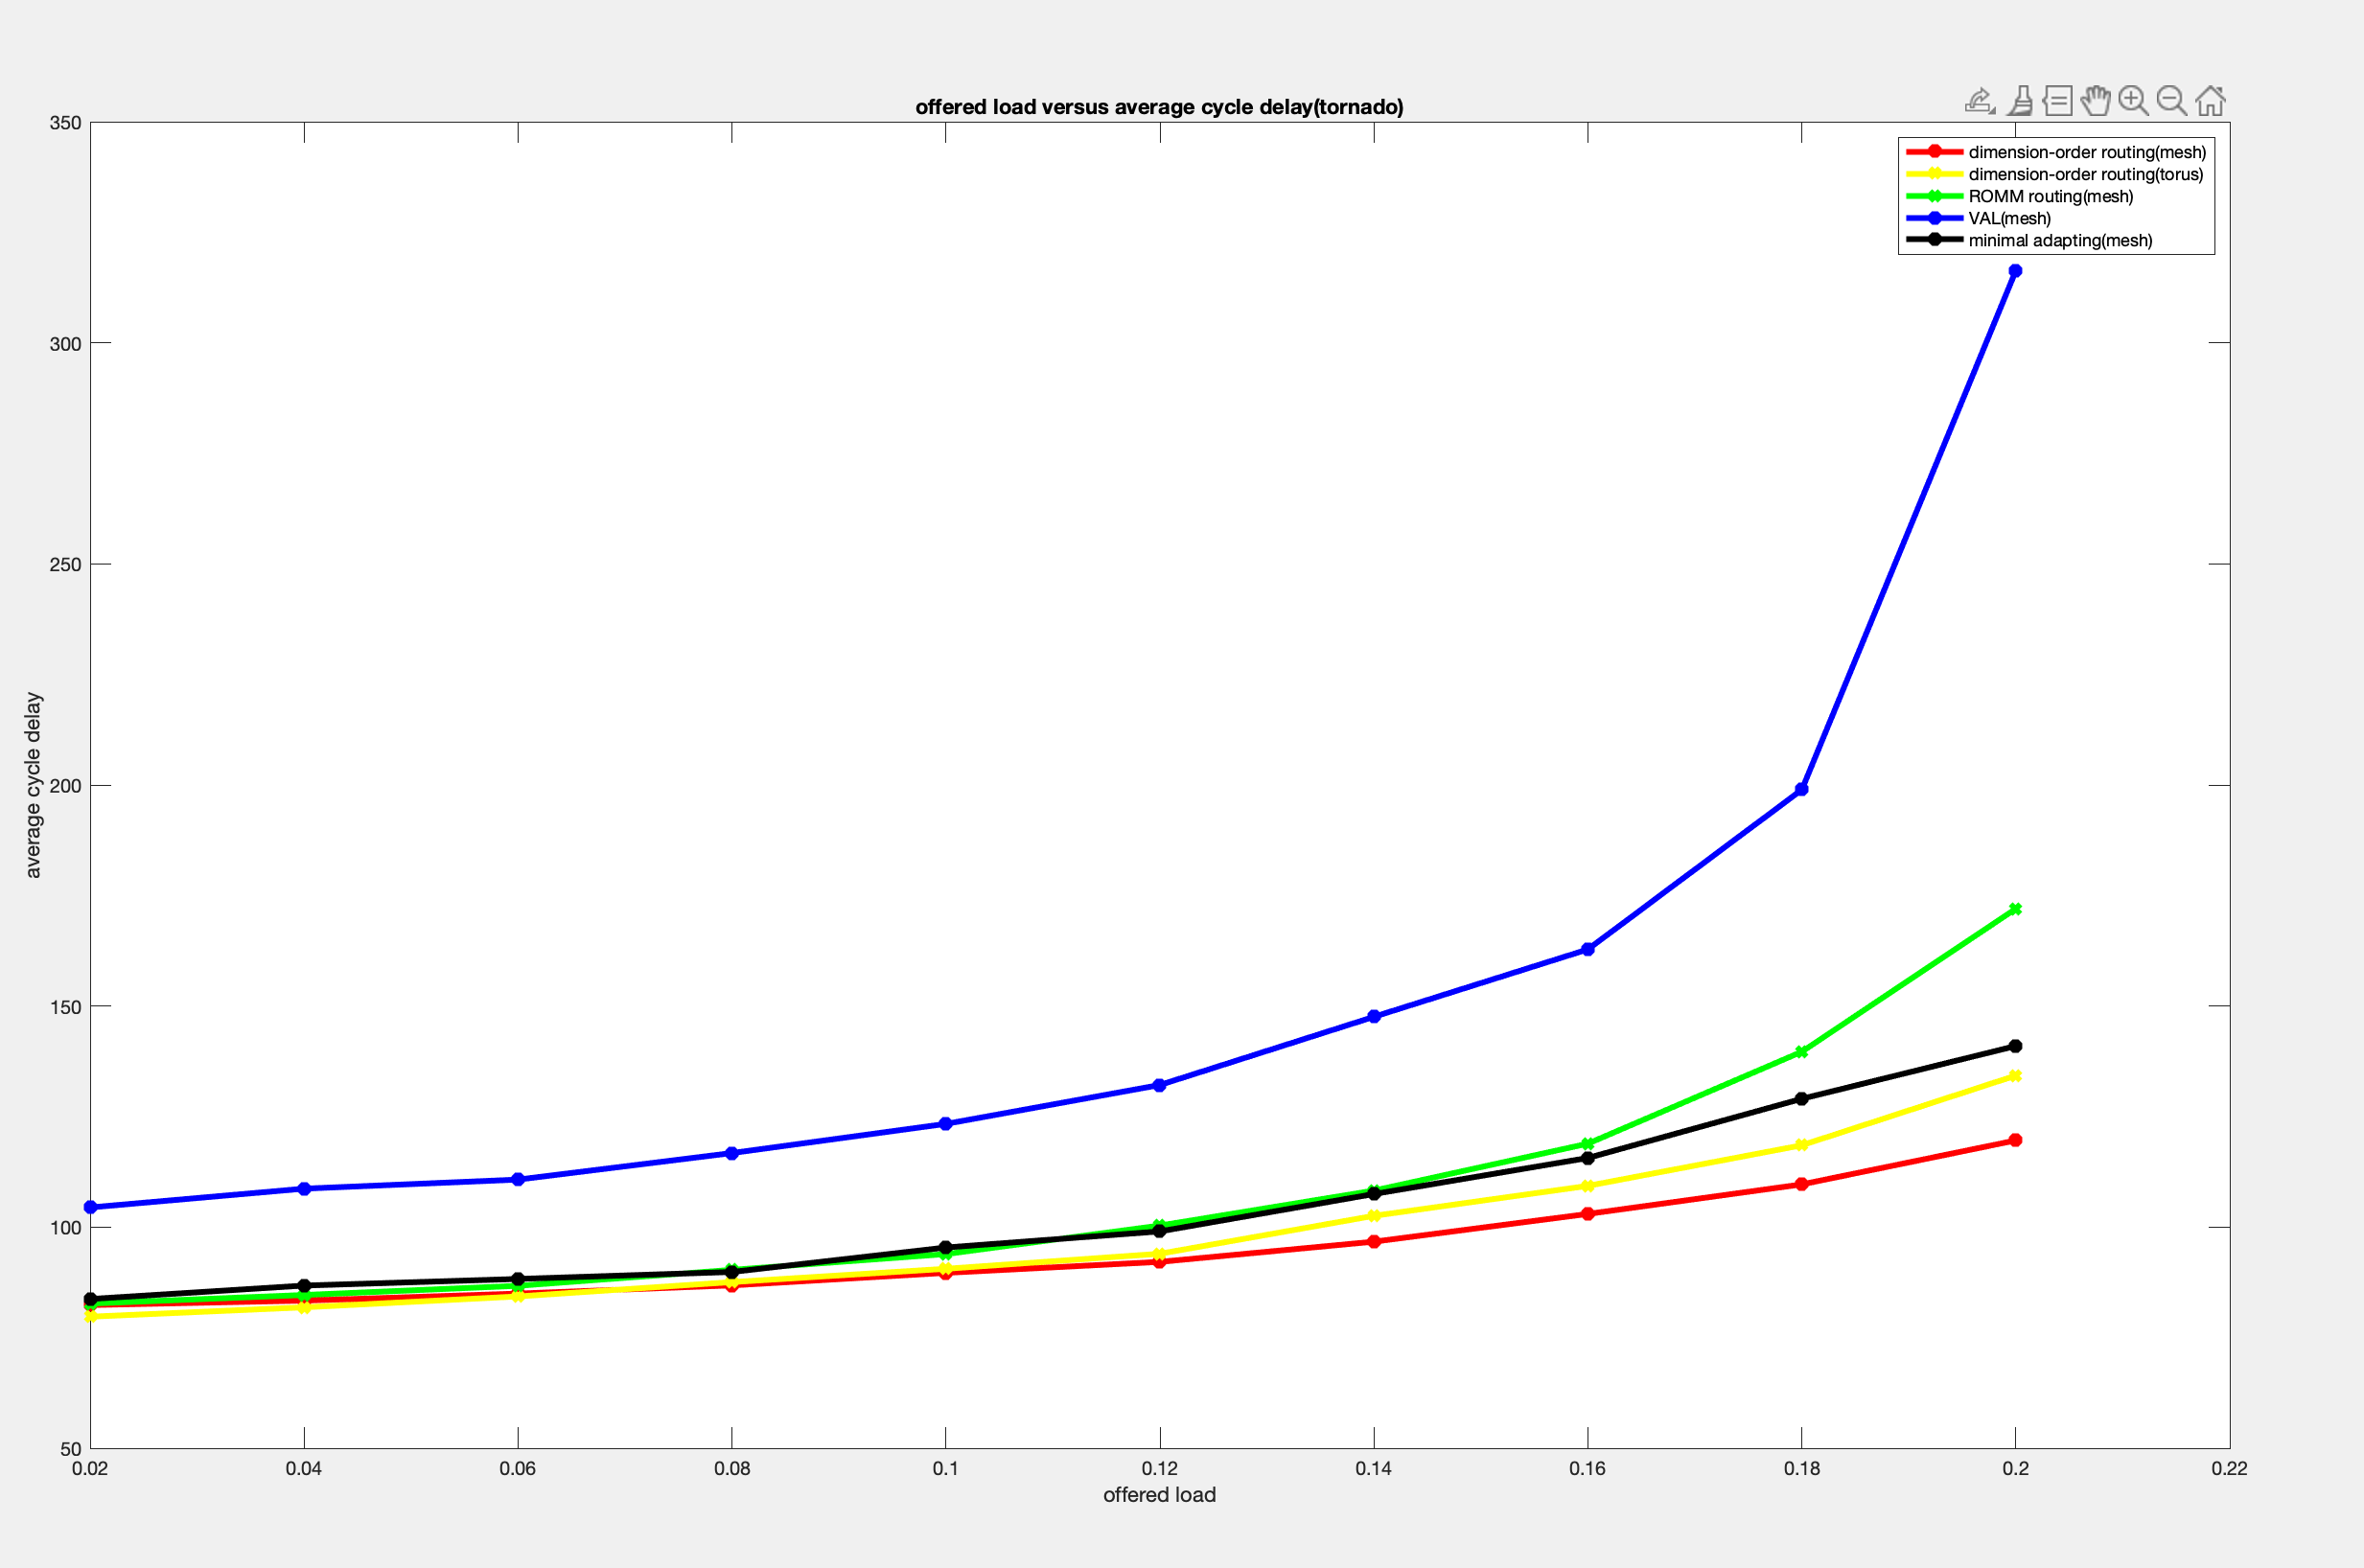 offered load versus average cycle delay(tornado)
dimension-order routing(mesh)
dimension-order routing(torus)
ROMM routing(mesh)
VAL(mesh)
minimal adapting(mesh)
350
300
250
200
150
100
50
average cycle delay
0.02 0.04 0.06 0.08 0.1 0.12 0.14 0.16 0.18 0.2 0.22
offered load